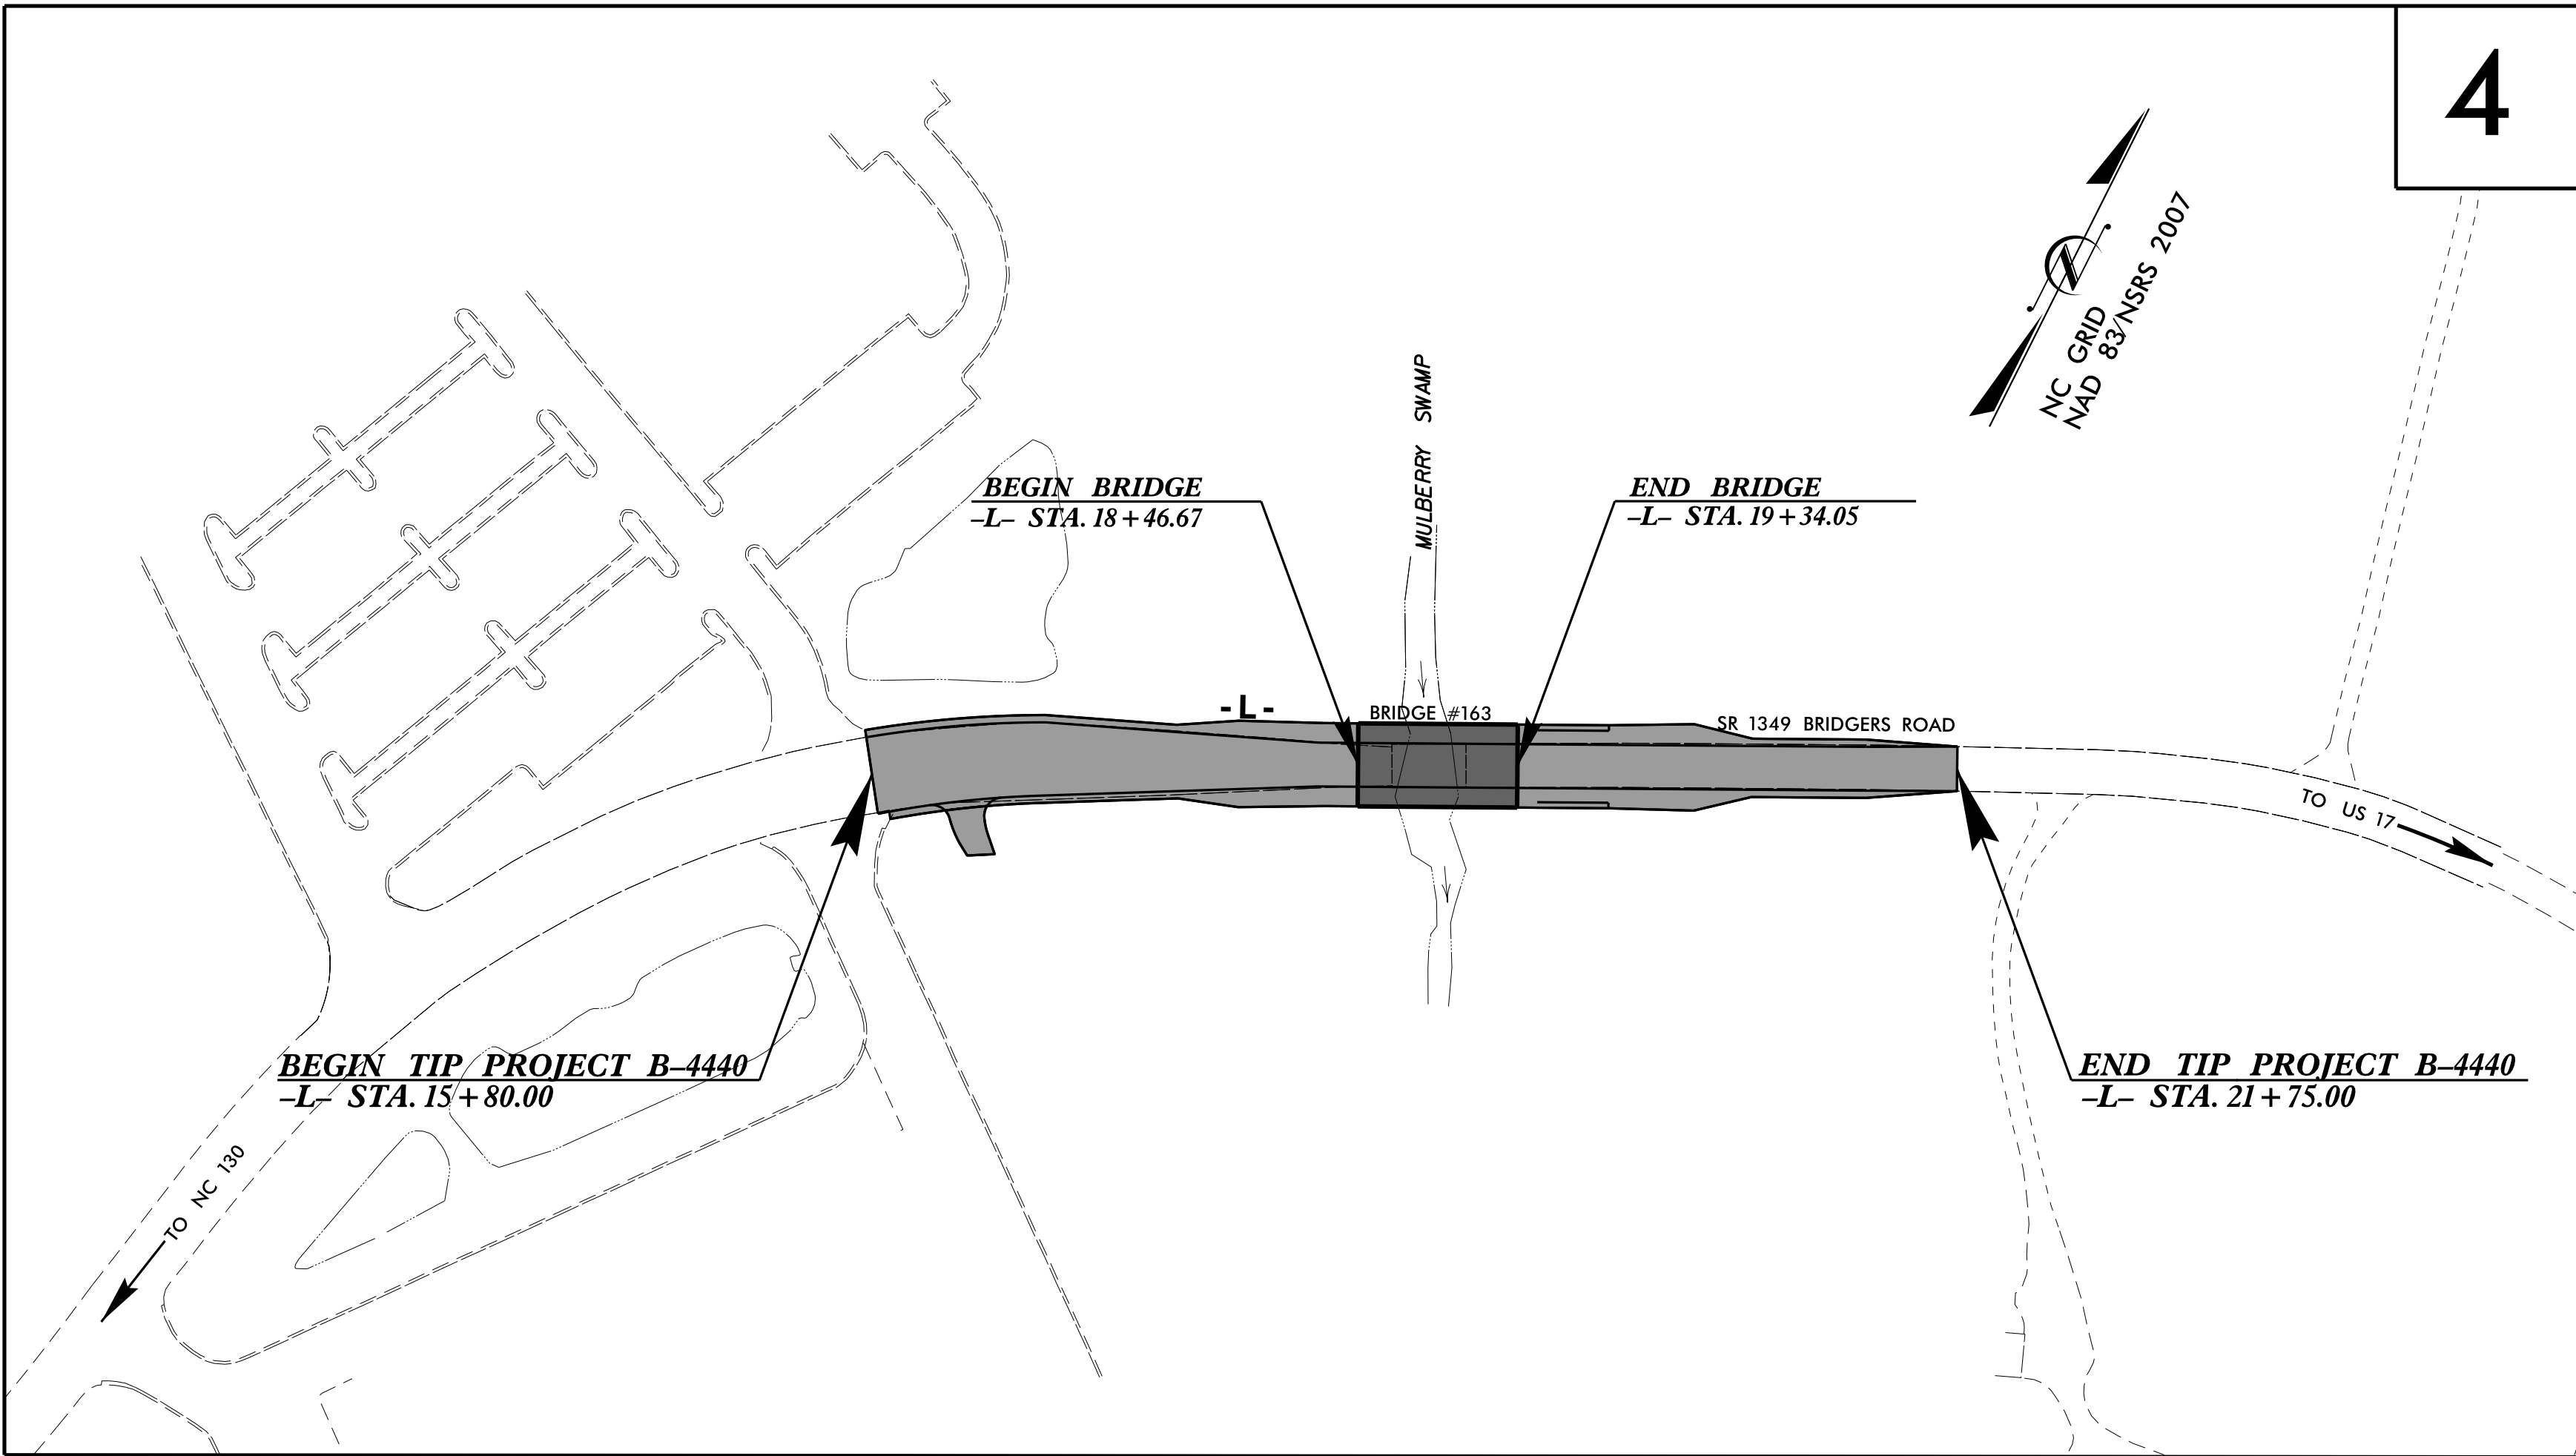 4
NC GRID
NAD 83/NSRS 2007
MULBERRY SWAMP
BEGIN BRIDGE
-L- STA. 18+46.67
END BRIDGE
-L- STA. 19+34.05
-L-
BRIDGE #163
SR 1349 BRIDGERS ROAD
TO US 17
BEGIN TIP PROJECT B-4440
-L- STA. 15+80.00
END TIP PROJECT B-4440
-L- STA. 21+75.00
TO NC 130